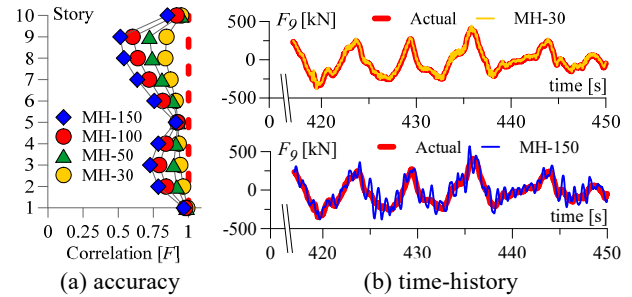 Story
10
9
8
7
6
5
4
3
2
1
MH-150
MH-100
MH-50
MH-30
0 0.25 0.5 0.75 1
Correlation [F]
(a) accuracy
F9 [kN] Actual MH-30
500
0
-500
time [s]
0 420 430 440 450
F9 [kN] Actual MH-150
500
0
-500
time [s]
0 420 430 440 450
(b) time-history